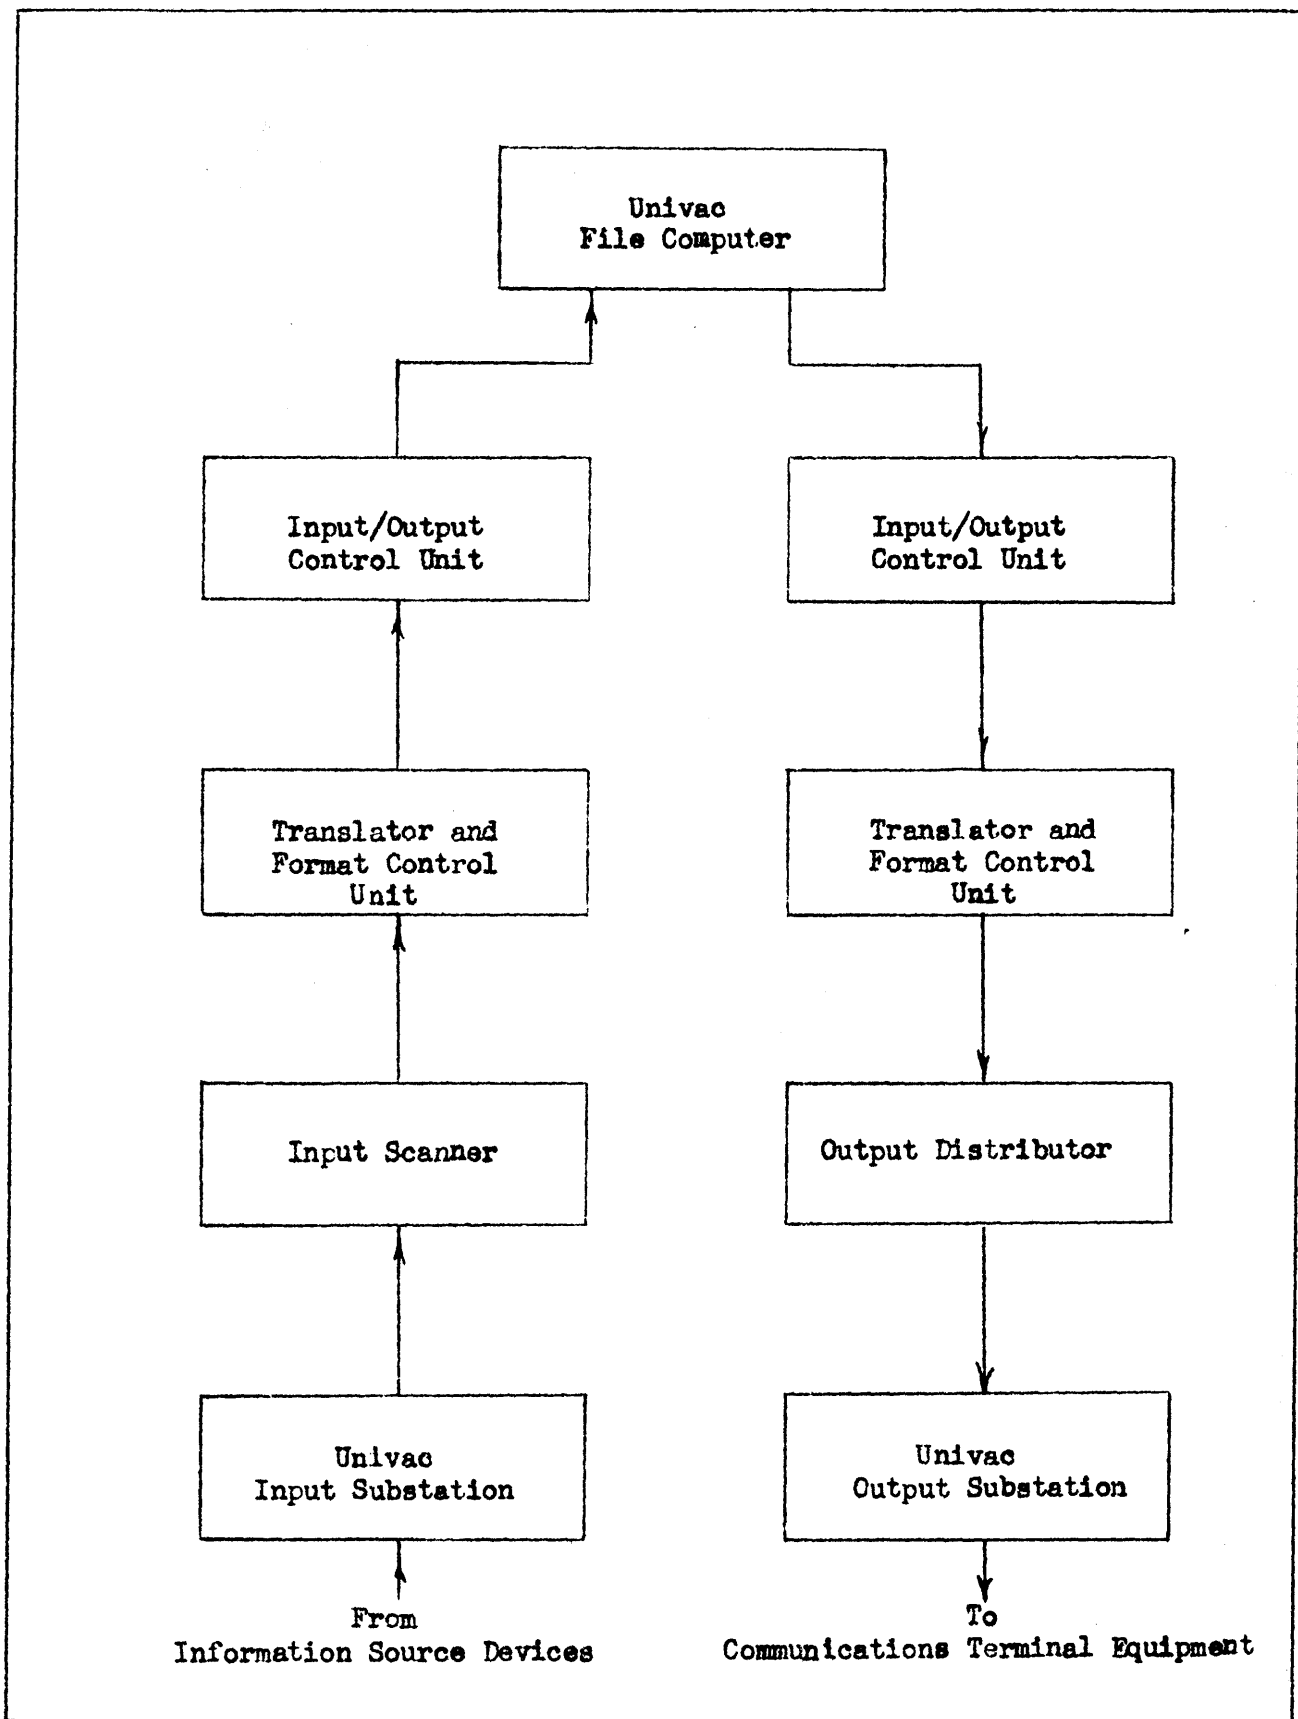 Univac
File Computer
Input/Output
Control Unit
Input/Output
Control Unit
Translator and
Format Control
Unit
Translator and
Format Control
Unit
Input Scanner
Output Distributor
Univac
Input Substation
Univac
Output Substation
From
Information Source Devices
To
Communications Terminal Equipment